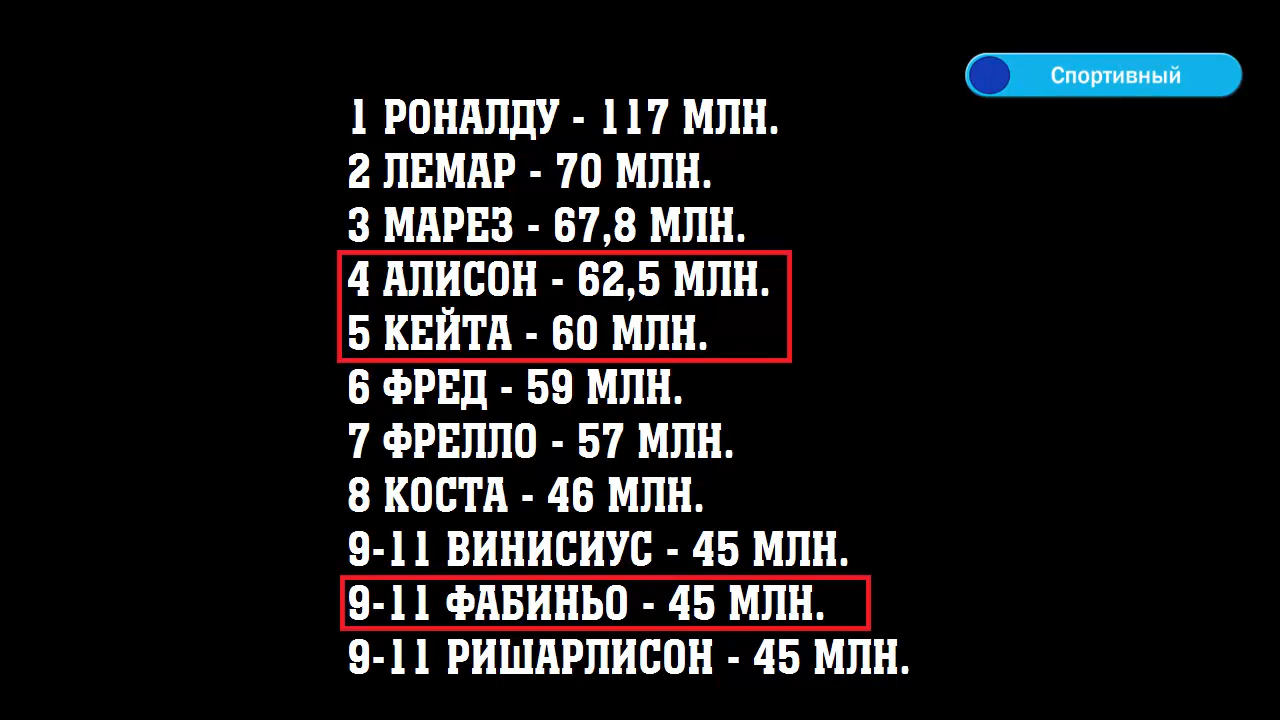 Спортивный
1 РОНАЛДУ - 117 МЛН.
2 ЛЕМАР - 70 МЛН.
3 МАРЕЗ - 67,8 МЛН.
4 АЛИСОН - 62,5 МЛН.
5 КЕЙТА - 60 МЛН.
6 ФРЕД - 59 МЛН.
7 ФРЕЛЛО - 57 МЛН.
8 КОСТА - 46 МЛН.
9-11 ВИНИСИУС - 45 МЛН.
9-11 ФАБИНЬО - 45 МЛН.
9-11 РИШАРЛИСОН - 45 МЛН.